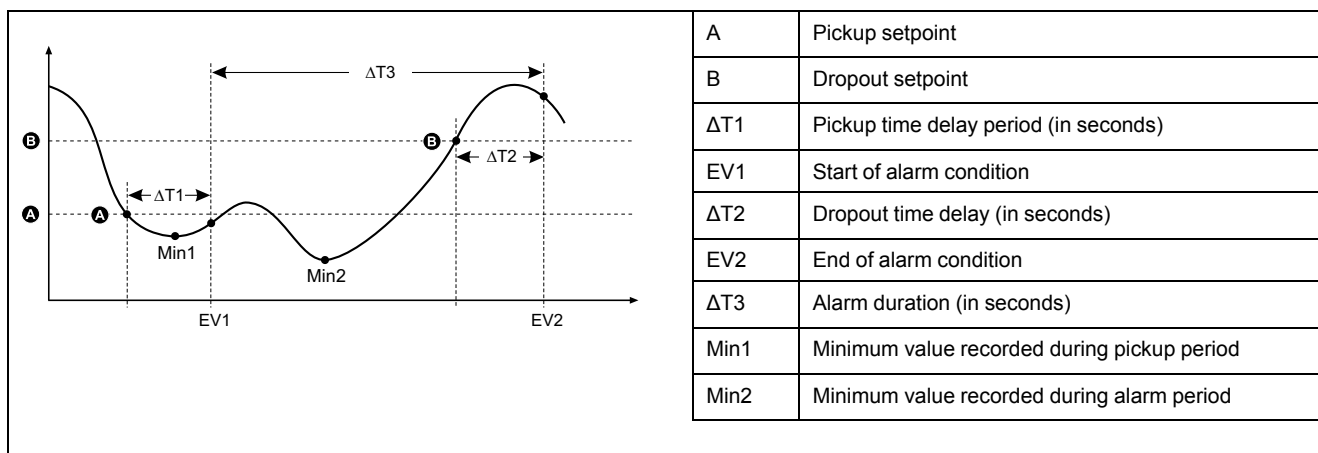 ΔT3
B
B
ΔT2
ΔT1
A
A
Min1
Min2
EV1
EV2
A Pickup setpoint
B Dropout setpoint
ΔT1 Pickup time delay period (in seconds)
EV1 Start of alarm condition
ΔT2 Dropout time delay (in seconds)
EV2 End of alarm condition
ΔT3 Alarm duration (in seconds)
Min1 Minimum value recorded during pickup period
Min2 Minimum value recorded during alarm period